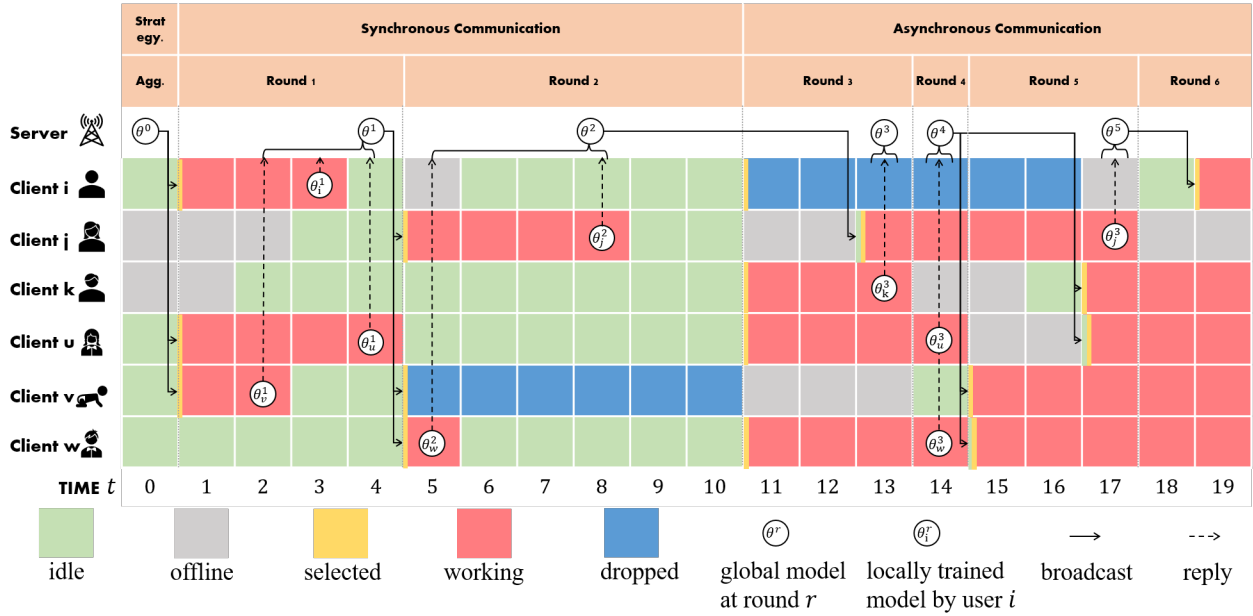 Strat
egy.
Synchronous Communication
Asynchronous Communication
Agg.
Round 1
Round 2
Round 3
Round 4
Round 5
Round 6
Server
θ⁰
θ¹
θ²
θ³
θ⁴
θ⁵
Client i
θᵢ¹
Client j
θⱼ²
θⱼ³
Client k
θₖ³
Client u
θᵤ¹
θᵤ³
Client v
θᵥ¹
Client w
θ_w²
θ_w³
TIME t
0 1 2 3 4 5 6 7 8 9 10 11 12 13 14 15 16 17 18 19
idle
offline
selected
working
dropped
θʳ
global model
at round r
θᵢʳ
locally trained
model by user i
broadcast
reply